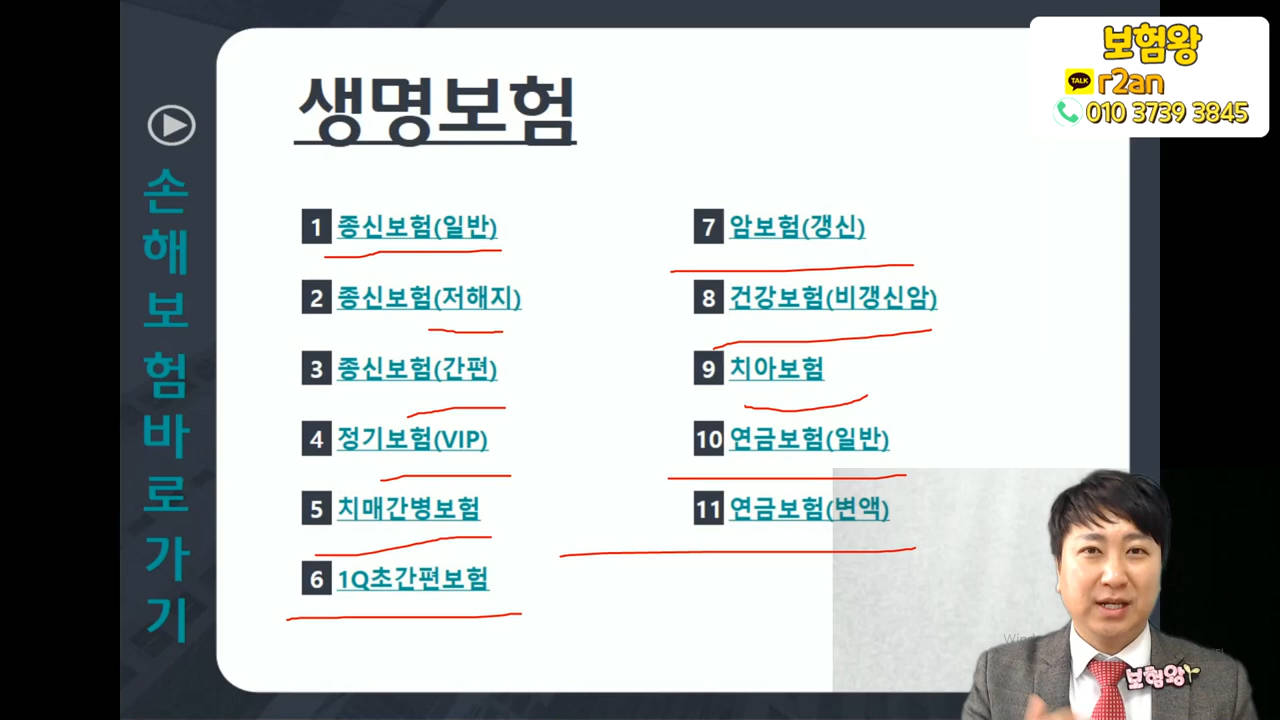 손해보험바로가기
생명보험
1 종신보험(일반)
2 종신보험(저해지)
3 종신보험(간편)
4 정기보험(VIP)
5 치매간병보험
6 1Q초간편보험
7 암보험(갱신)
8 건강보험(비갱신암)
9 치아보험
10 연금보험(일반)
11 연금보험(변액)
보험왕
TALK r2an
010 3739 3845
보험왕